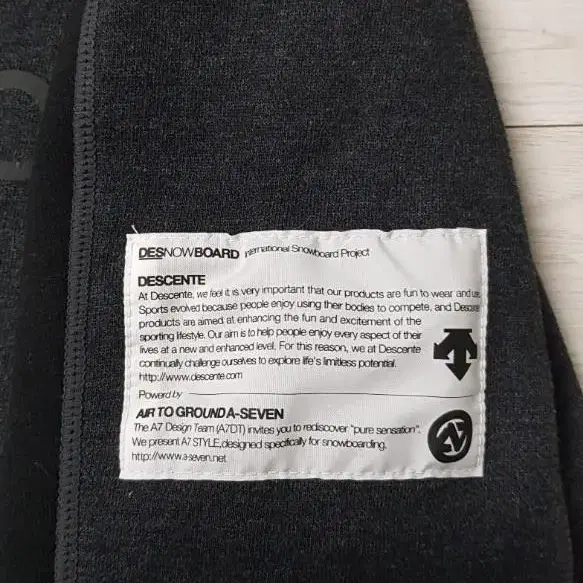 DESNOWBOARD International Snowboard Project
DESCENTE
At Descente, we feel it is very important that our products are fun to wear and use.
Sports evolved because people enjoy using their bodies to compete, and Descente
products are aimed at enhancing the fun and excitement of the
sporting lifestyle. Our aim is to help people enjoy every aspect of their
lives at a new and enhanced level. For this reason, we at Descente
continually challenge ourselves to explore life's limitless potential.
http://www.descente.com
Powerd by
AIR TO GROUND A-SEVEN
The A7 Design Team (A7DT) invites you to rediscover "pure sensation".
We present A7 STYLE,designed specifically for snowboarding.
http://www.a-seven.net